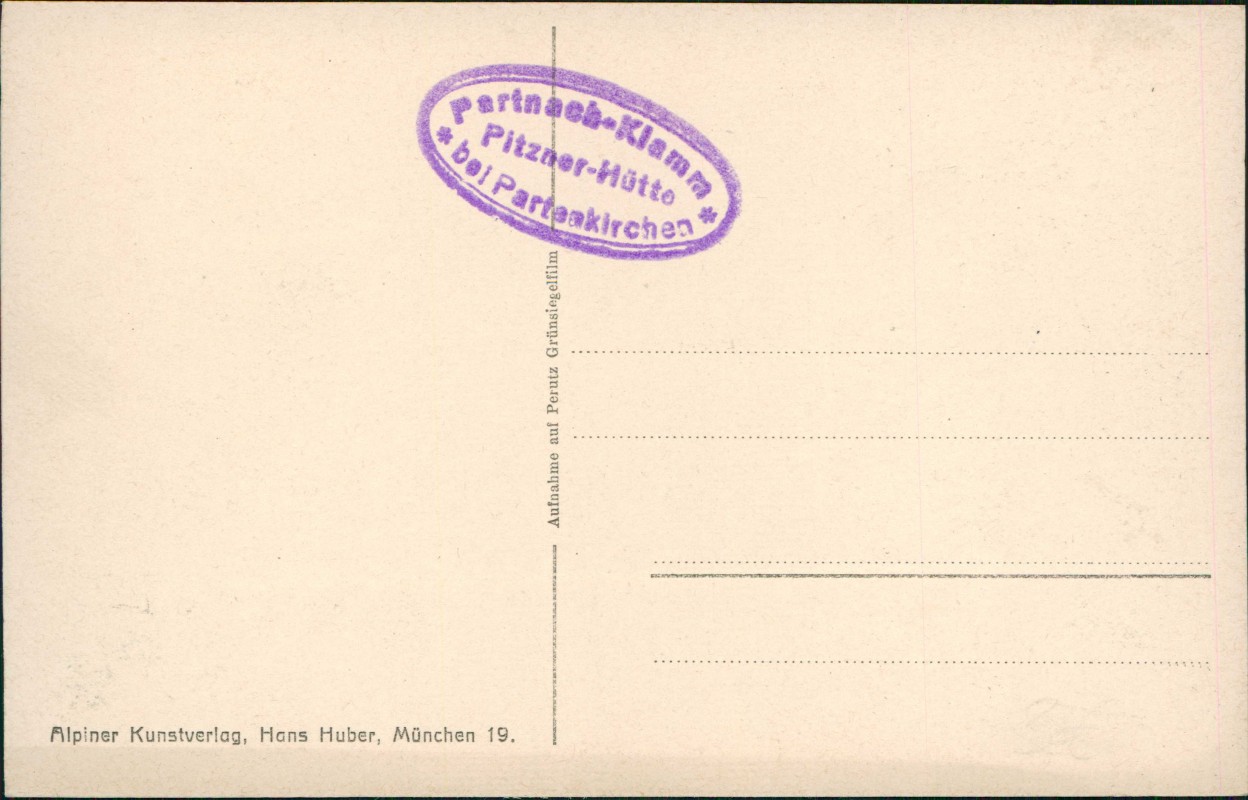 Partnach-Klamm
Pitzner-Hütte
* bei Partenkirchen *
Aufnahme auf Perutz Grünsiegelfilm
Alpiner Kunstverlag, Hans Huber, München 19.